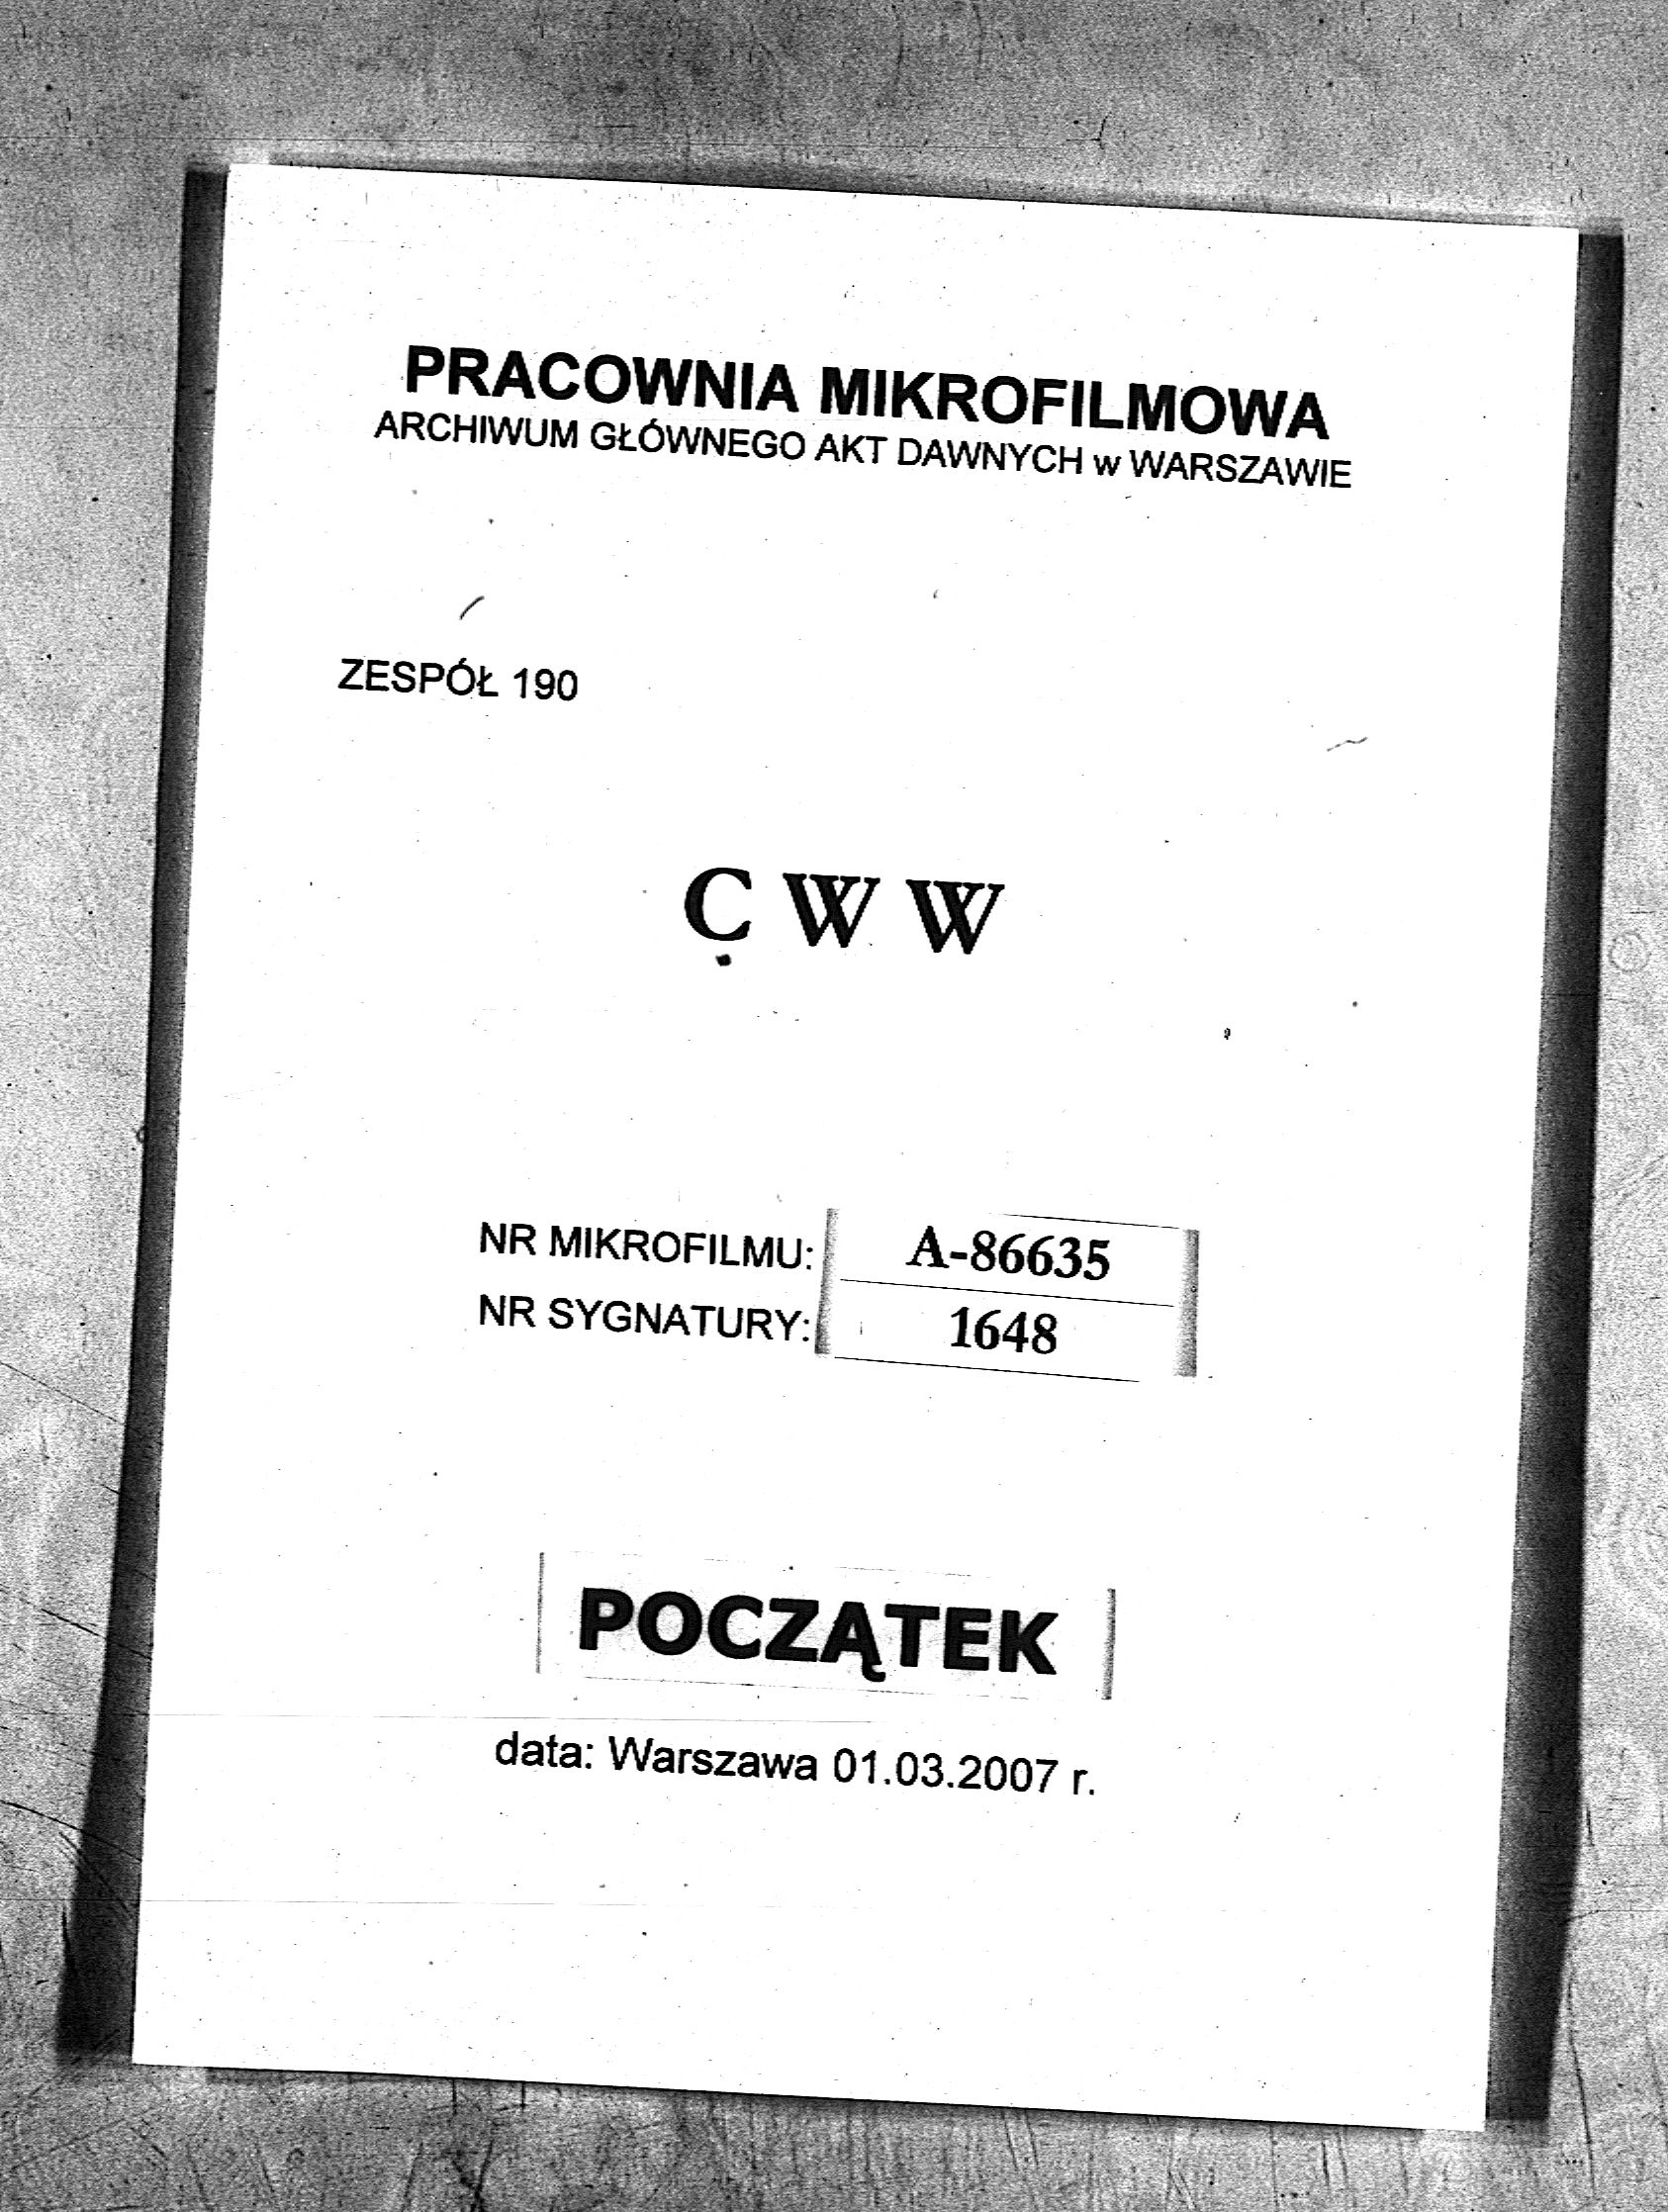 PRACOWNIA MIKROFILMOWA
ARCHIWUM GŁÓWNEGO AKT DAWNYCH w WARSZAWIE
ZESPÓŁ 190
C W W
NR MIKROFILMU: A-86635
NR SYGNATURY: 1648
POCZĄTEK
data: Warszawa 01.03.2007 r.